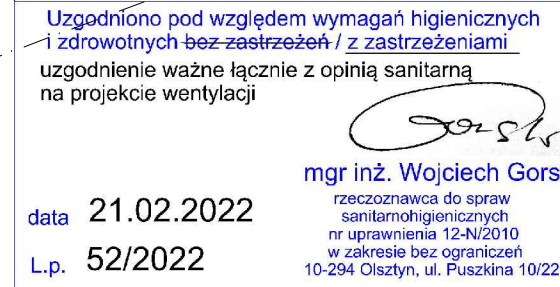 Uzgodniono pod względem wymagań higienicznych
i zdrowotnych bez zastrzeżeń / z zastrzeżeniami
uzgodnienie ważne łącznie z opinią sanitarną
na projekcie wentylacji
mgr inż. Wojciech Gors
rzeczoznawca do spraw
sanitarnohigienicznych
nr uprawnienia 12-N/2010
w zakresie bez ograniczeń
10-294 Olsztyn, ul. Puszkina 10/22
data 21.02.2022
L.p. 52/2022